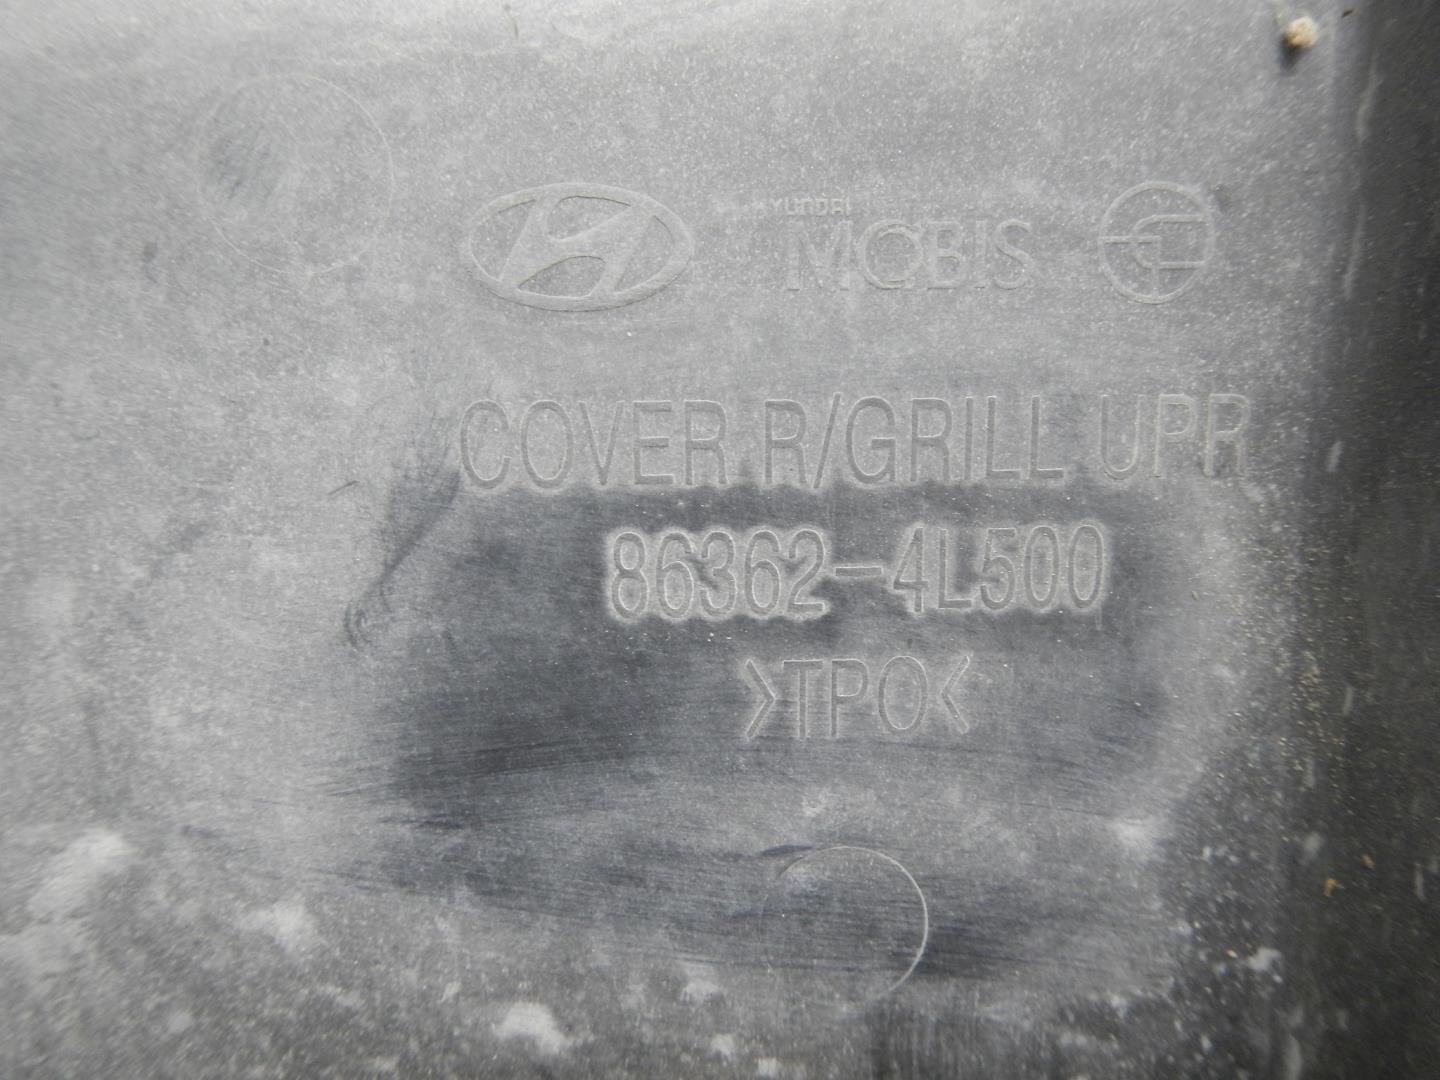 HYUNDAI
MOBIS
COVER R/GRILL UPR
86362-4L500
>TPO<